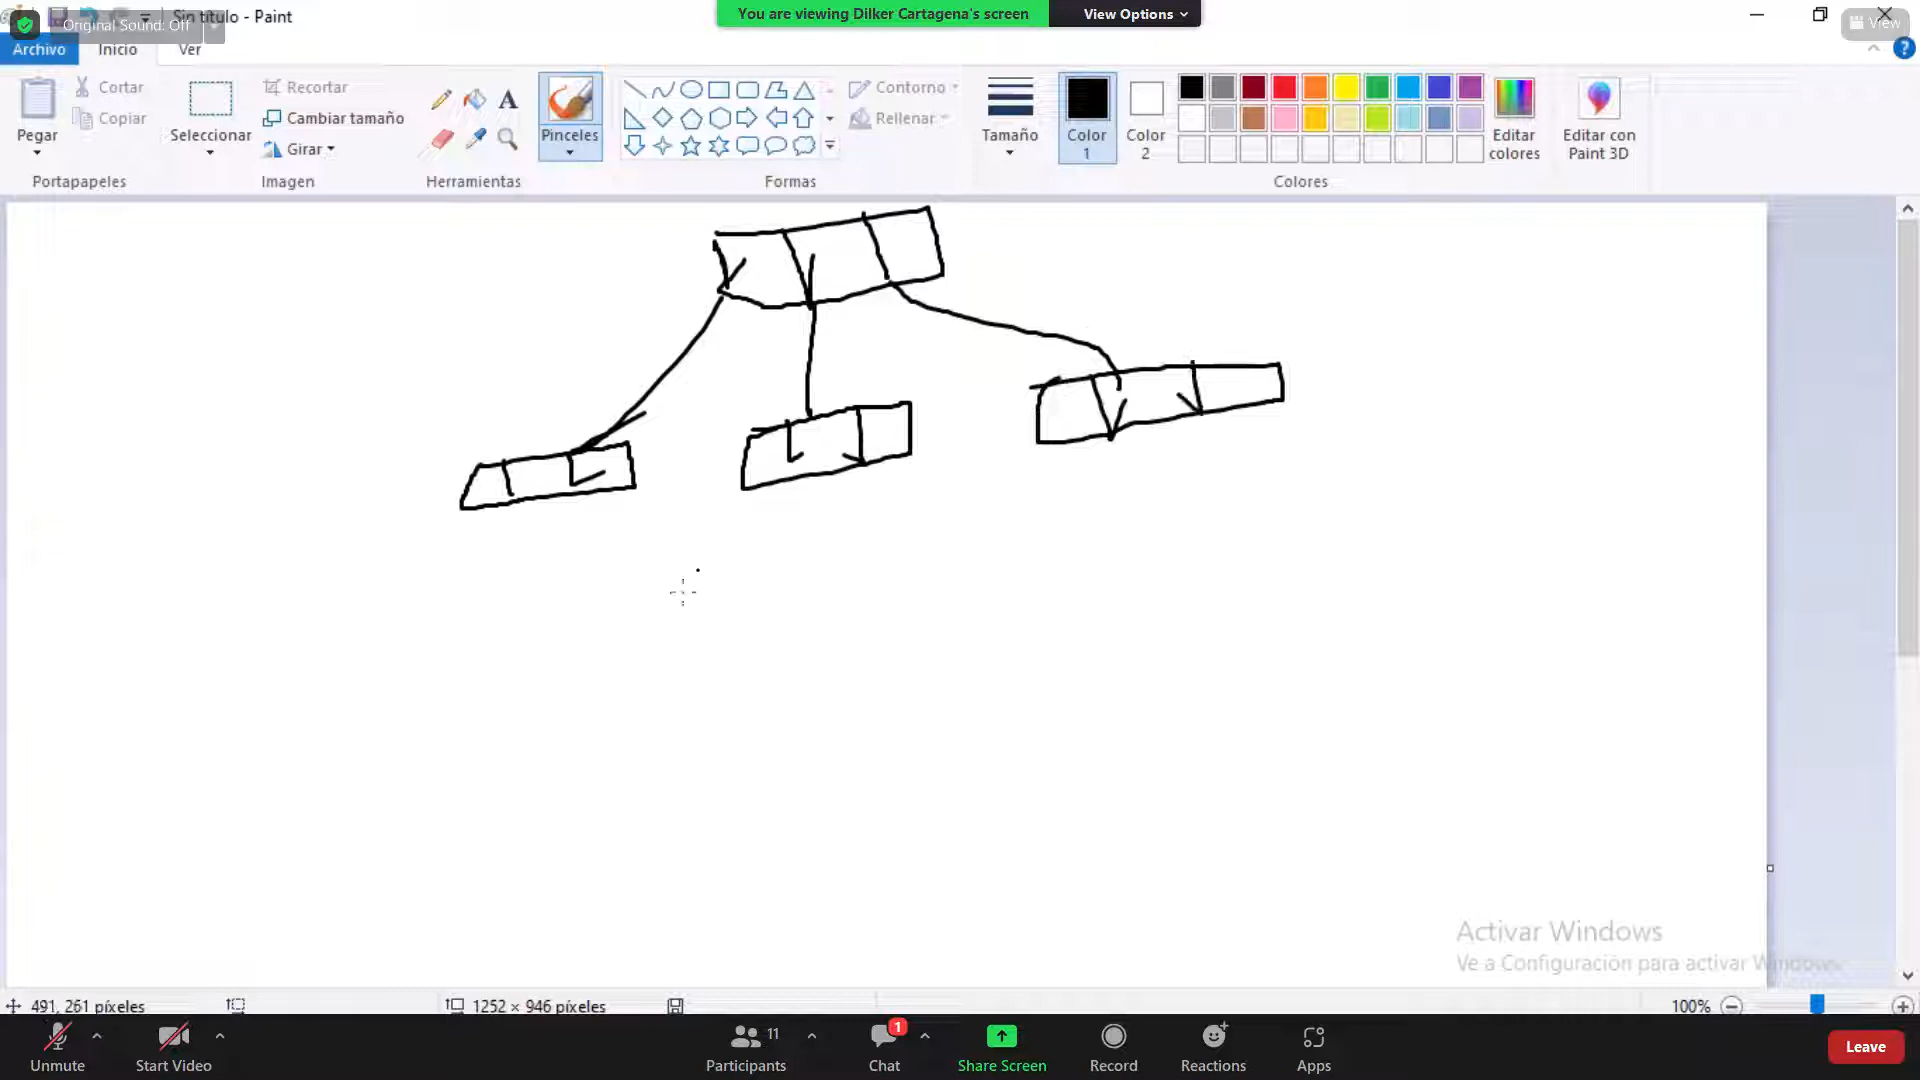 Original Sound: Off
Sin título - Paint
You are viewing Dilker Cartagena's screen
View Options
View
Archivo
Inicio
Ver
Pegar
Cortar
Copiar
Portapapeles
Seleccionar
Recortar
Cambiar tamaño
Girar
Imagen
A
Herramientas
Pinceles
Contorno
Rellenar
Formas
Tamaño
Color
1
Color
2
Editar
colores
Editar con
Paint 3D
Colores
Activar Windows
Ve a Configuración para activar Windows.
491, 261 píxeles
1252 × 946 píxeles
100%
Unmute
Start Video
Participants
11
Chat
1
Share Screen
Record
Reactions
Apps
Leave